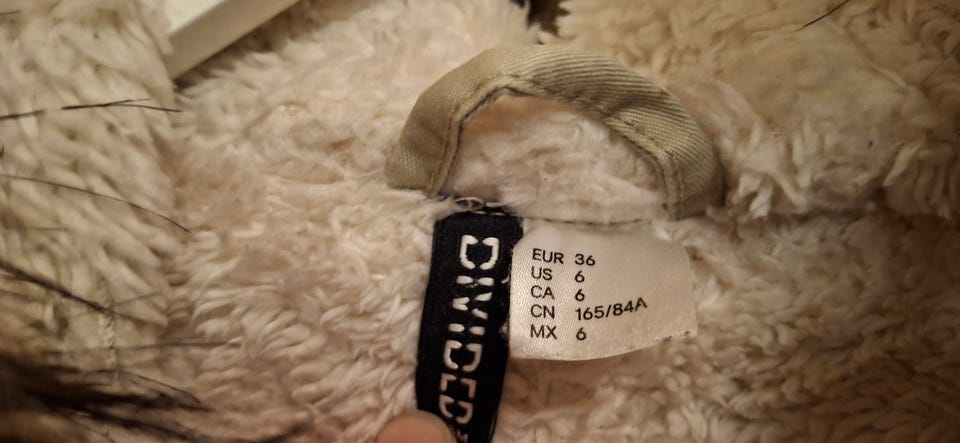 DIVIDED
EUR 36
US 6
CA 6
CN 165/84A
MX 6